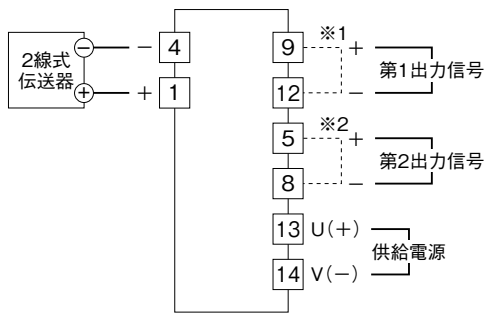 2線式
伝送器
−
+
− 4
+ 1
9 ※1 +
12 −
第1出力信号
5 ※2 +
8 −
第2出力信号
13 U(+)
14 V(−)
供給電源